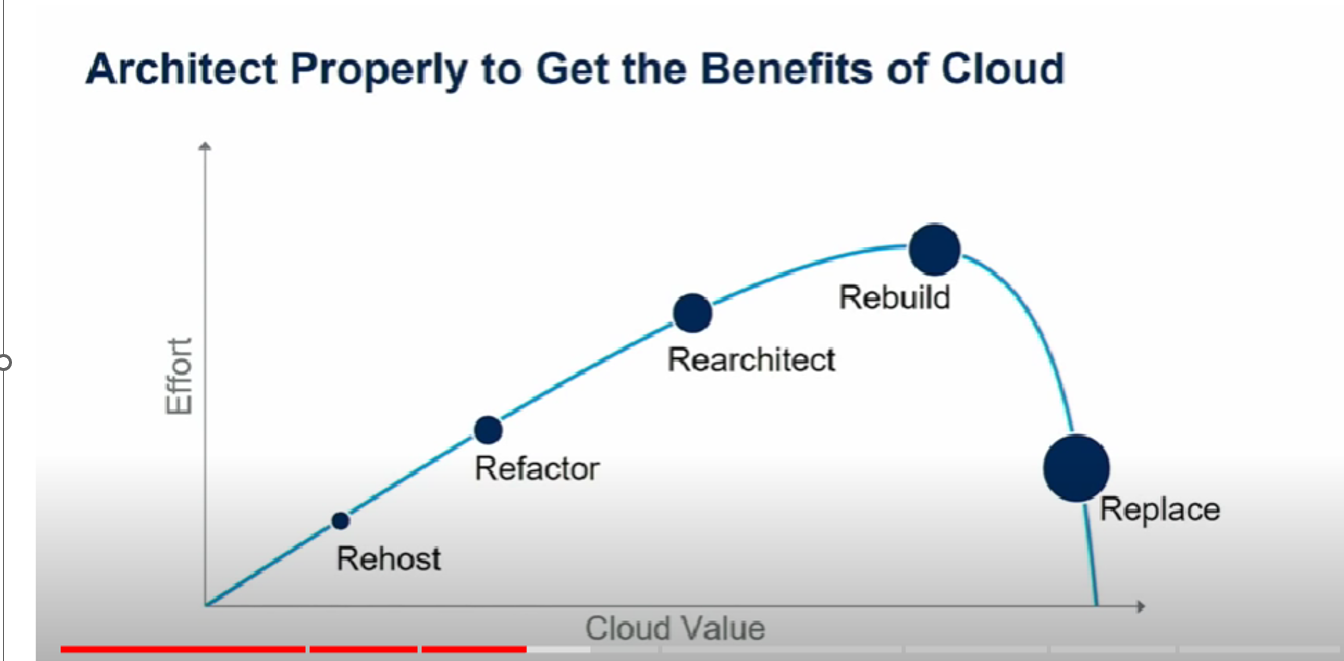 Architect Properly to Get the Benefits of Cloud
Effort
Rebuild
Rearchitect
Refactor
Replace
Rehost
Cloud Value